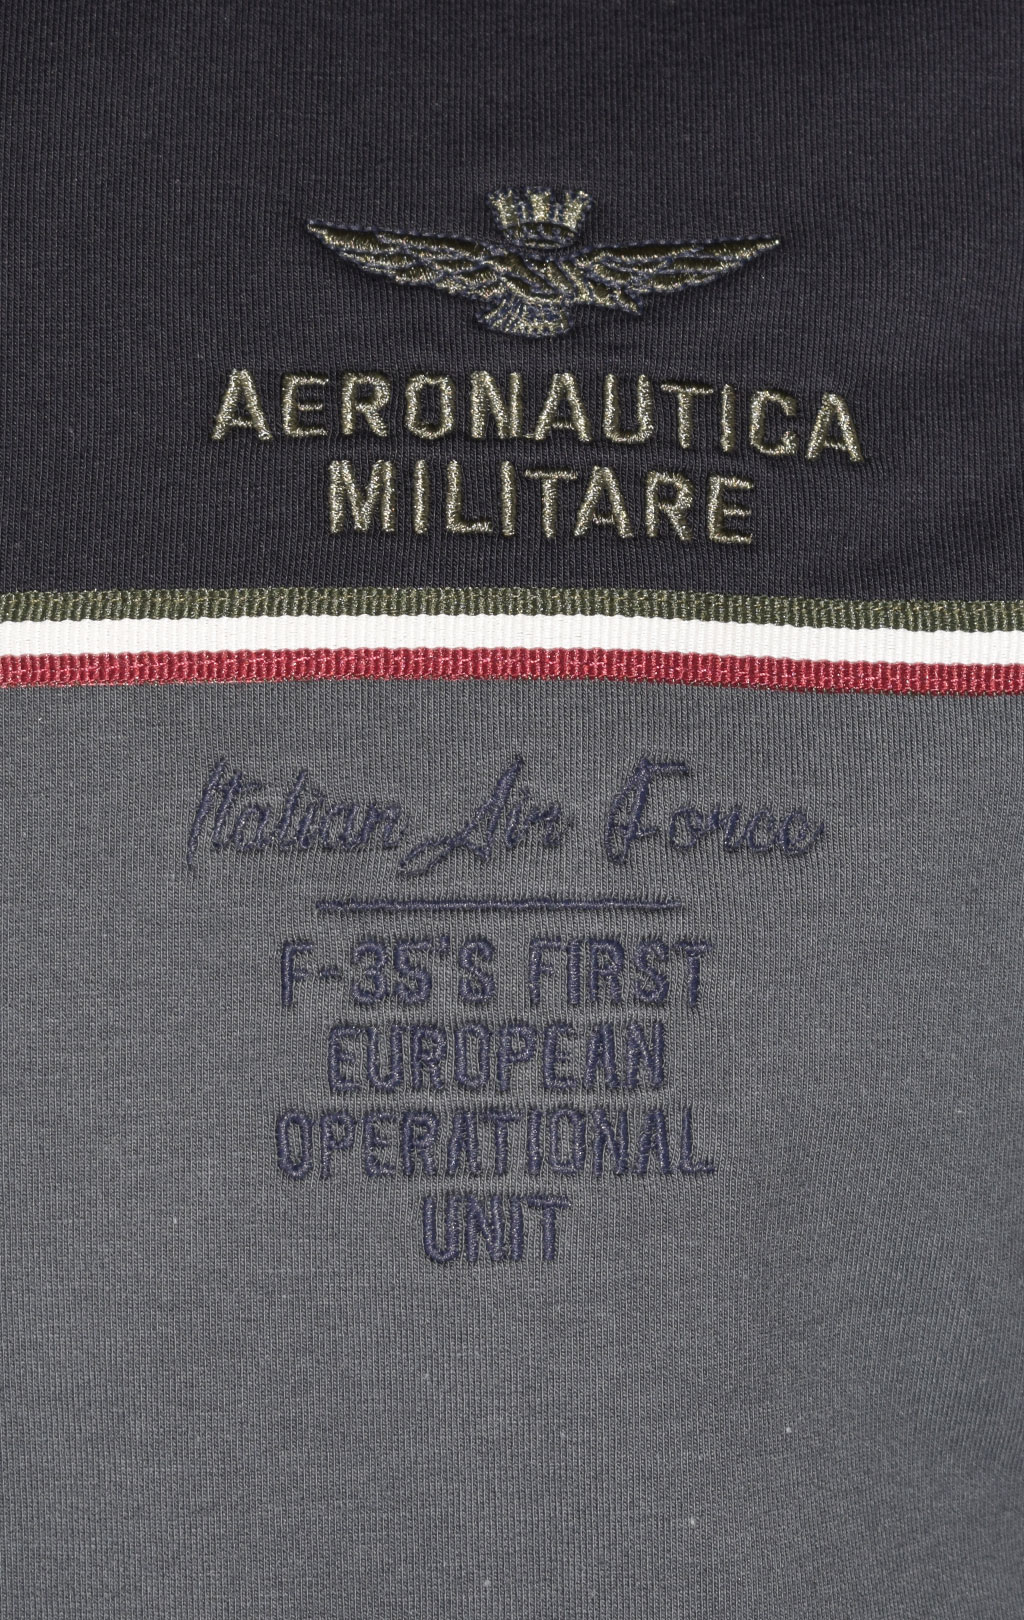 AERONAUTICA
MILITARE
Italian Air Force
F-35'S FIRST
EUROPEAN
OPERATIONAL
UNIT